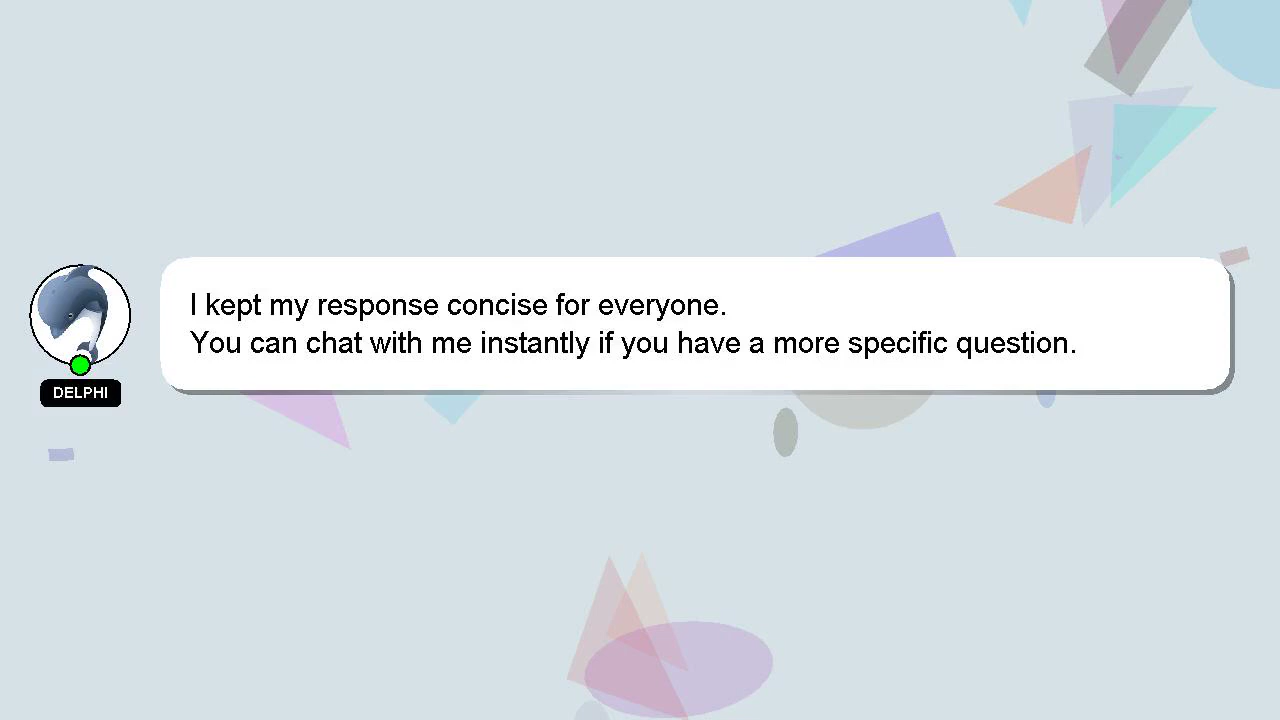 I kept my response concise for everyone.
You can chat with me instantly if you have a more specific question.
DELPHI